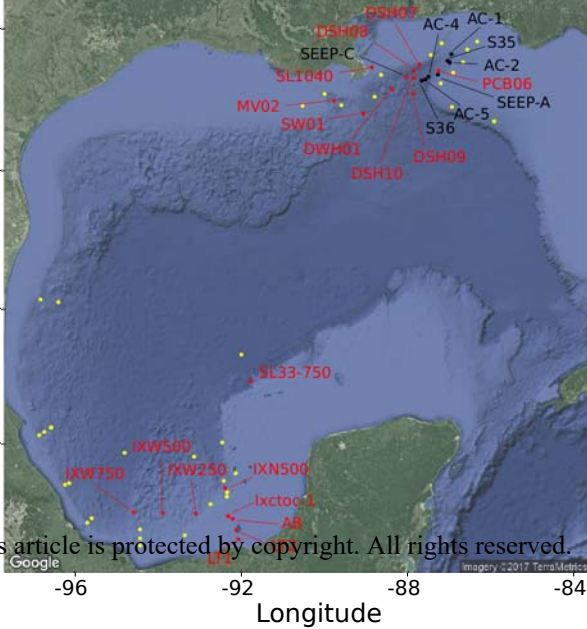 DSH07
AC-4
AC-1
DSH08
S35
SEEP-C
AC-2
SL1040
PCB06
MV02
SEEP-A
SW01
AC-5
S36
DWH01
DSH09
DSH10
SL33-750
IXW500
IXW750
IXW250
IXN500
Ixctoc-1
AB
LT1
s article is protected by copyright. All rights reserved.
Google
Imagery ©2017 TerraMetrics
-96
-92
-88
-84
Longitude